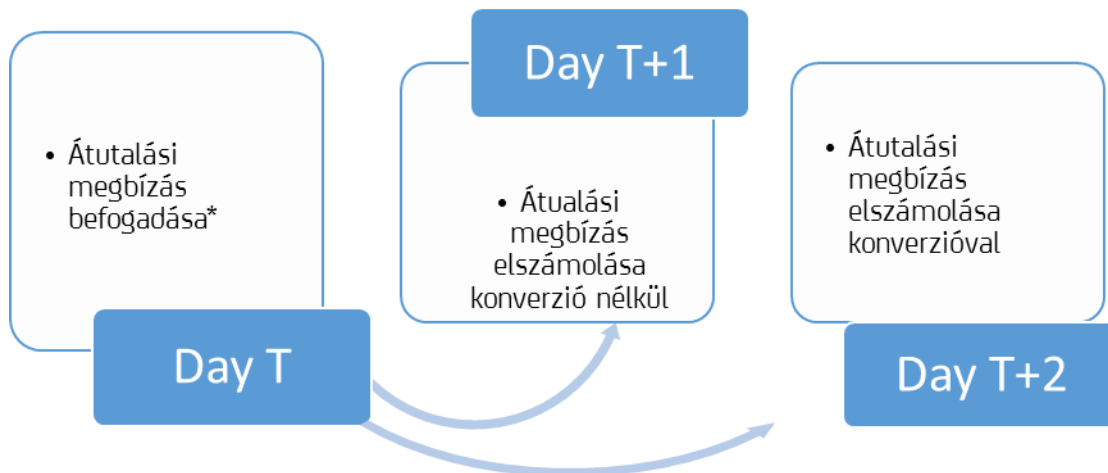 • Átutalási
megbízás
befogadása*
Day T
Day T+1
• Átualási
megbízás
elszámolása
konverzió nélkül
• Átutalási
megbízás
elszámolása
konverzióval
Day T+2